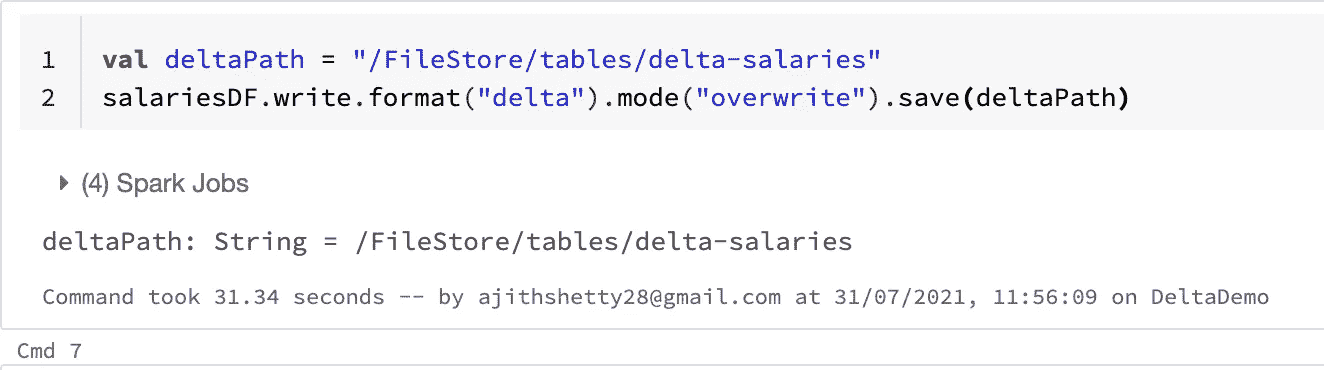 1 val deltaPath = "/FileStore/tables/delta-salaries"
2 salariesDF.write.format("delta").mode("overwrite").save(deltaPath)
(4) Spark Jobs
deltaPath: String = /FileStore/tables/delta-salaries
Command took 31.34 seconds -- by ajithshetty28@gmail.com at 31/07/2021, 11:56:09 on DeltaDemo
Cmd 7